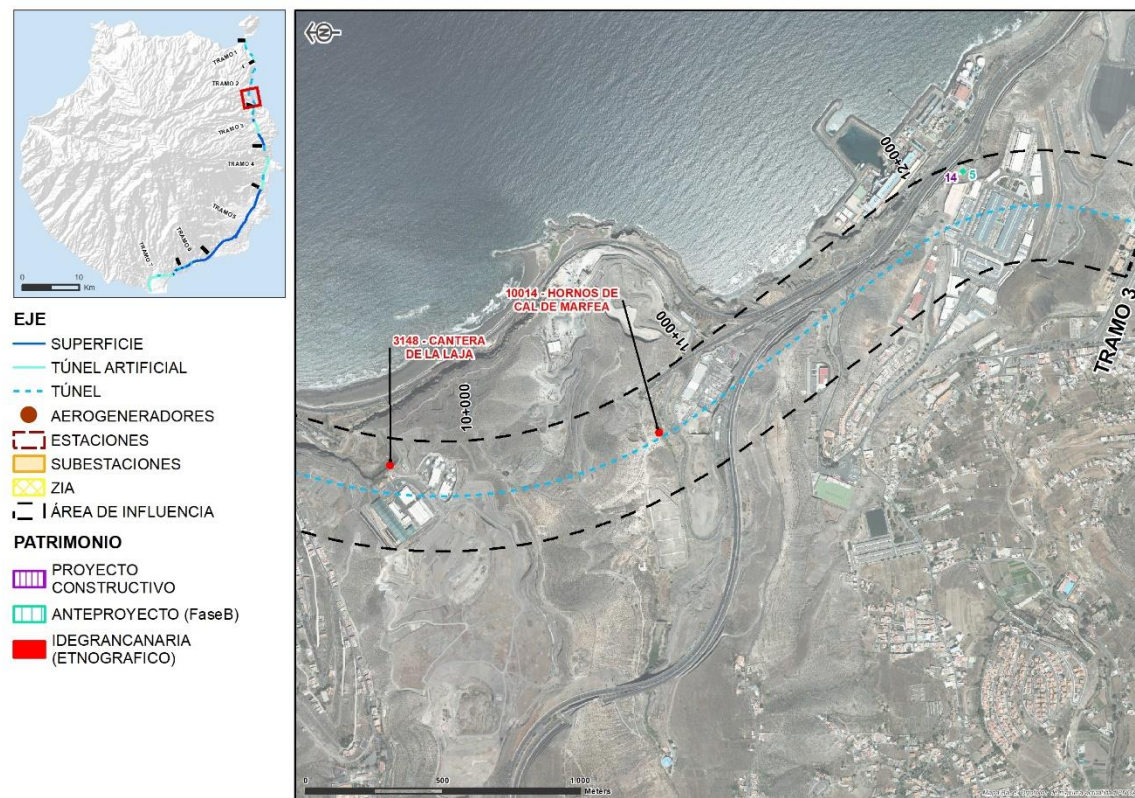 TRAMO 1
TRAMO 2
TRAMO 3
TRAMO 4
TRAMO 5
TRAMO 6
TRAMO 7
0 10
Km
EJE
SUPERFICIE
TÚNEL ARTIFICIAL
TÚNEL
AEROGENERADORES
ESTACIONES
SUBESTACIONES
ZIA
ÁREA DE INFLUENCIA
PATRIMONIO
PROYECTO
CONSTRUCTIVO
ANTEPROYECTO (FaseB)
IDEGRANCANARIA
(ETNOGRAFICO)
N
12+000
14 5
10014 - HORNOS DE
CAL DE MARFEA
11+000
3148 - CANTERA
DE LA LAJA
10+000
TRAMO 3
0 500 1.000
Meters